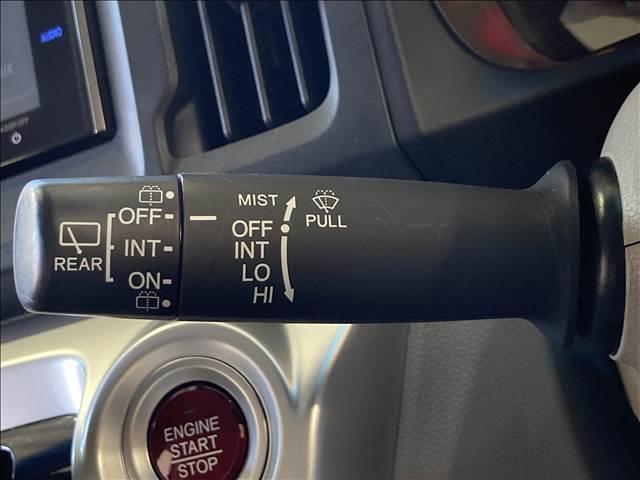 AUDIO
MIST
PULL
OFF
INT
LO
HI
REAR
OFF
INT
ON
ENGINE
START
STOP